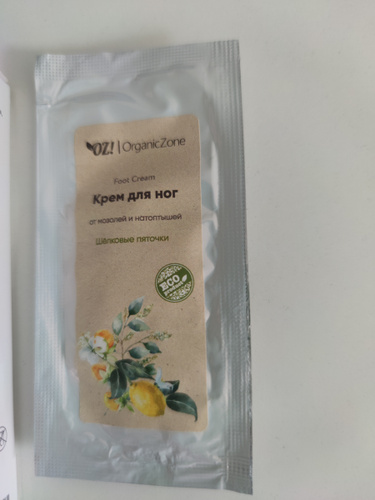 OZ! | OrganicZone
Foot Cream
Крем для ног
от мозолей и натоптышей
Шёлковые пяточки
ECO